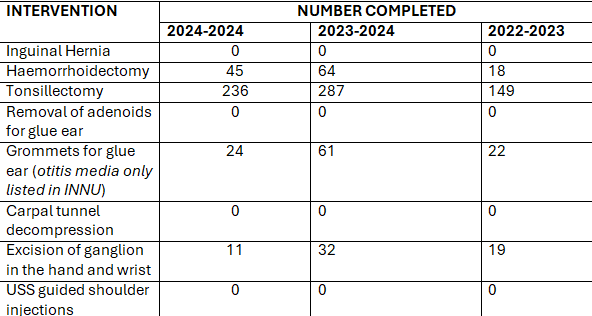 INTERVENTION NUMBER COMPLETED
2024-2024 2023-2024 2022-2023
Inguinal Hernia 0 0 0
Haemorrhoidectomy 45 64 18
Tonsillectomy 236 287 149
Removal of adenoids 0 0 0
for glue ear
Grommets for glue 24 61 22
ear (otitis media only
listed in INNU)
Carpal tunnel 0 0 0
decompression
Excision of ganglion 11 32 19
in the hand and wrist
USS guided shoulder 0 0 0
injections